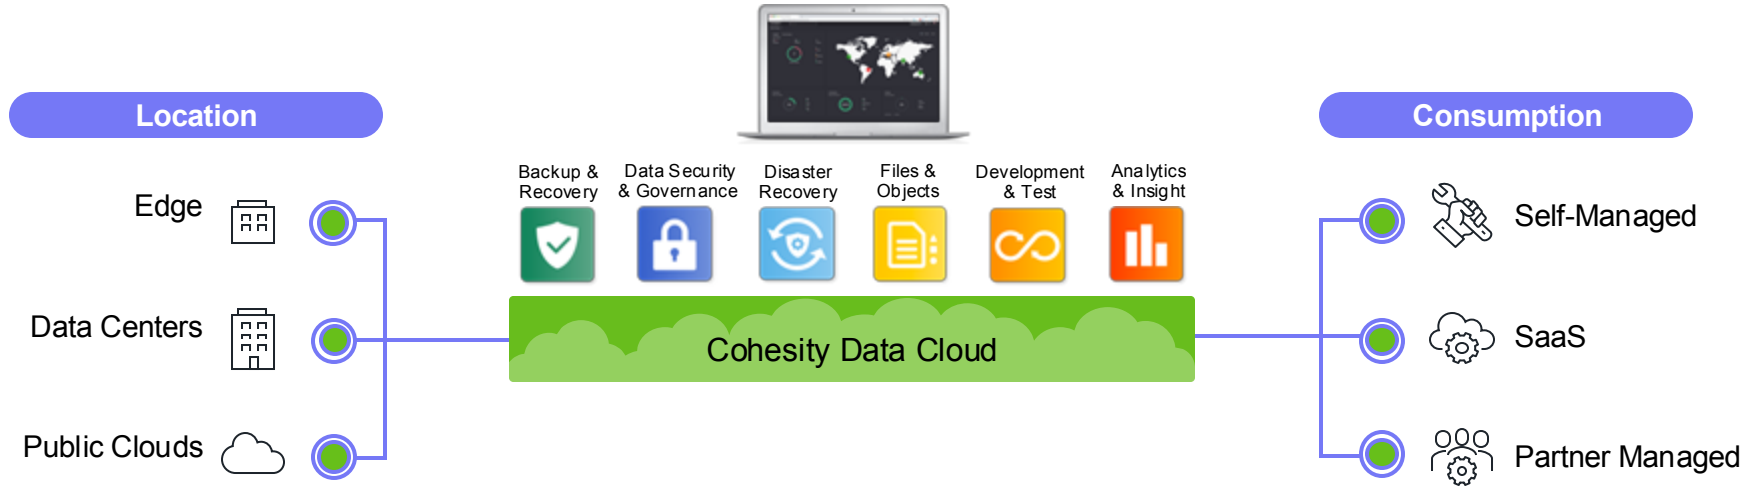 Location
Edge
Data Centers
Public Clouds
Backup &
Recovery
Data Security
& Governance
Disaster
Recovery
Files &
Objects
Development
& Test
Analytics
& Insight
Cohesity Data Cloud
Consumption
Self-Managed
SaaS
Partner Managed